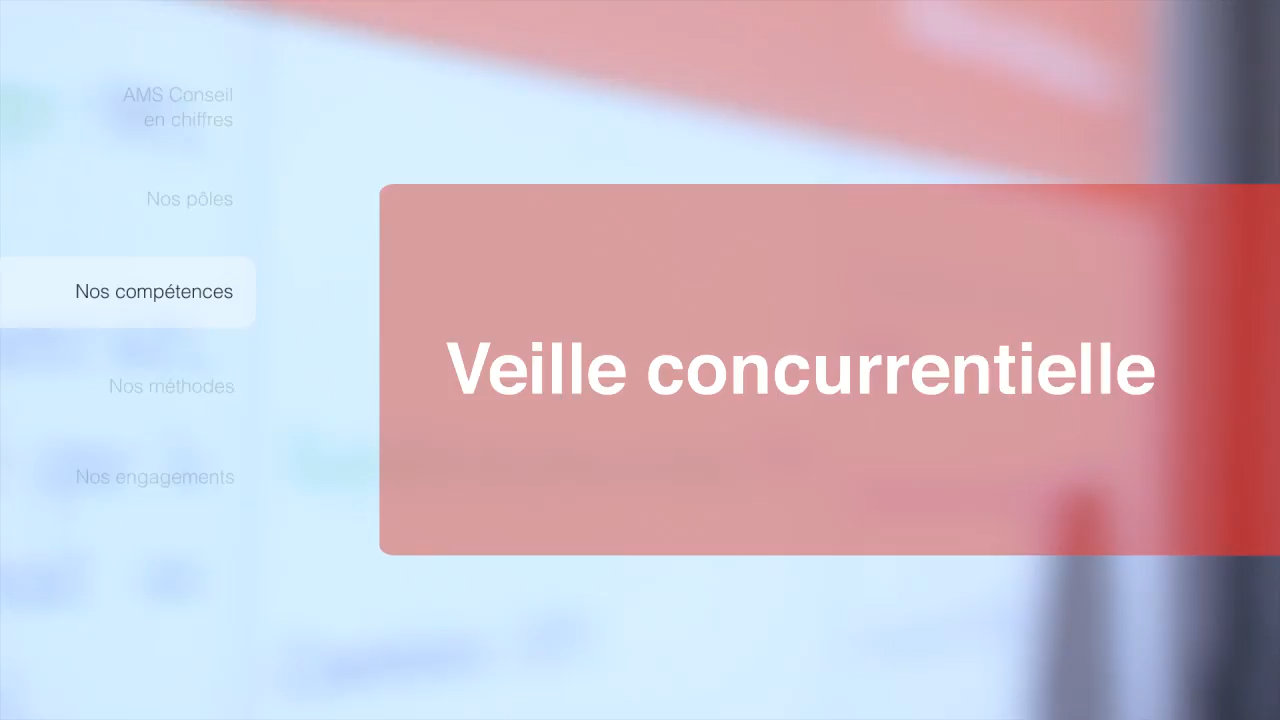 AMS Conseil
en chiffres
Nos pôles
Nos compétences
Nos méthodes
Nos engagements
Veille concurrentielle